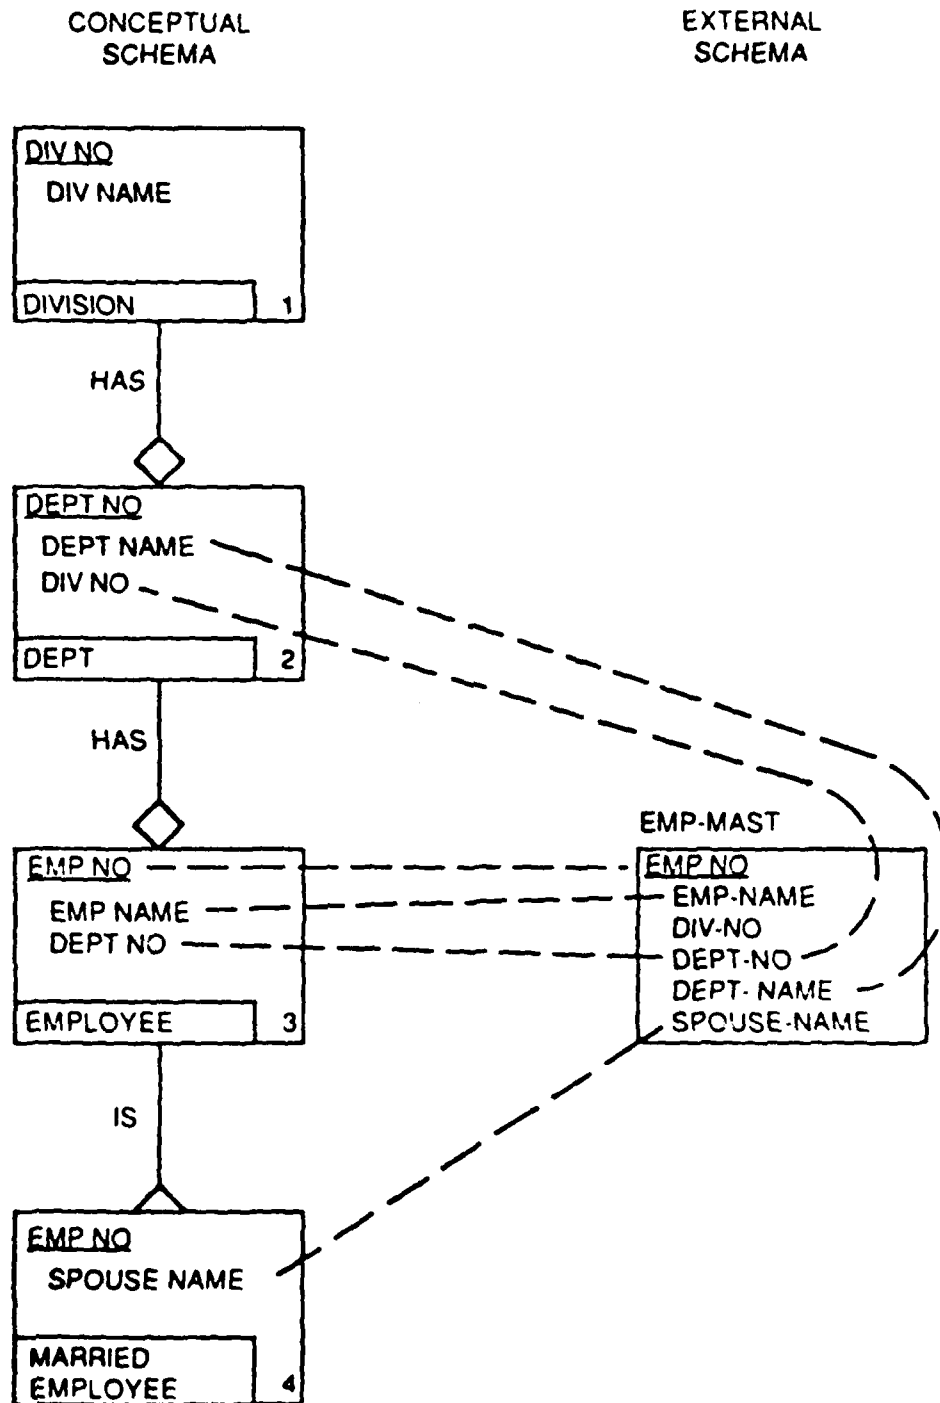 CONCEPTUAL
SCHEMA
EXTERNAL
SCHEMA
DIV NO
DIV NAME
DIVISION
1
HAS
DEPT NO
DEPT NAME
DIV NO
DEPT
2
HAS
EMP NO
EMP NAME
DEPT NO
EMPLOYEE
3
EMP-MAST
EMP NO
EMP-NAME
DIV-NO
DEPT-NO
DEPT- NAME
SPOUSE-NAME
IS
EMP NO
SPOUSE NAME
MARRIED
EMPLOYEE
4